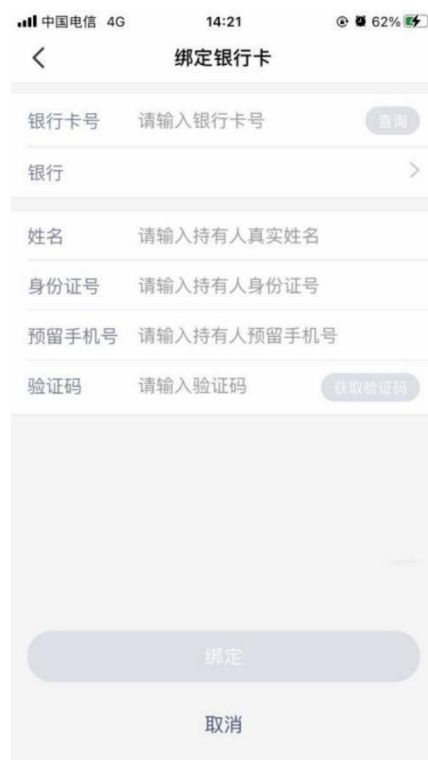 中国电信 4G 14:21 62%
绑定银行卡
银行卡号 请输入银行卡号 查询
银行
姓名 请输入持有人真实姓名
身份证号 请输入持有人身份证号
预留手机号 请输入持有人预留手机号
验证码 请输入验证码 获取验证码
绑定
取消